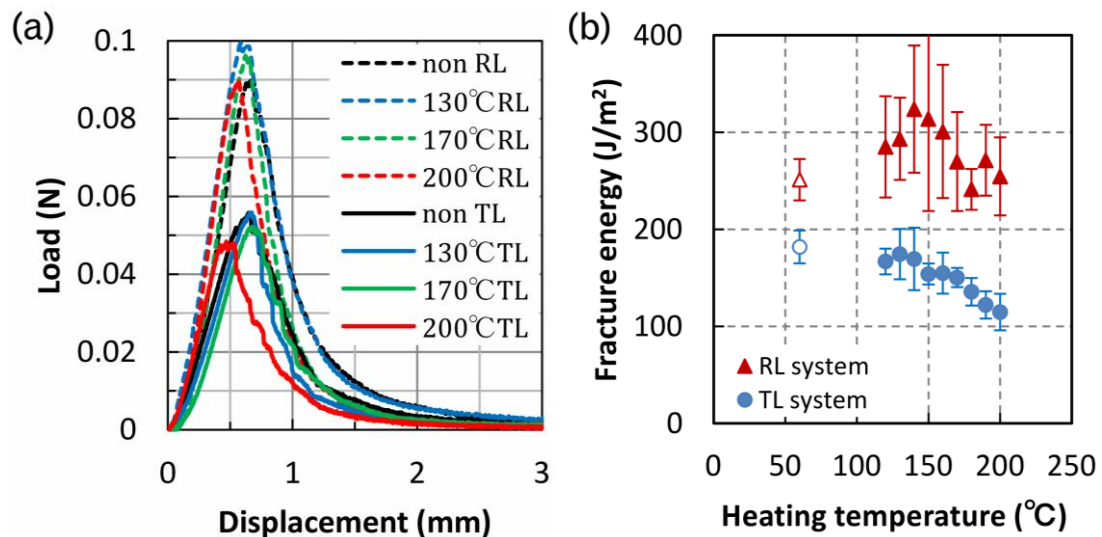 (a)
Load (N)
0.1
0.08
0.06
0.04
0.02
0
0
1
2
3
Displacement (mm)
non RL
130℃RL
170℃RL
200℃RL
non TL
130℃TL
170℃TL
200℃TL
(b)
Fracture energy (J/m²)
400
300
200
100
0
0
50
100
150
200
250
Heating temperature (℃)
RL system
TL system